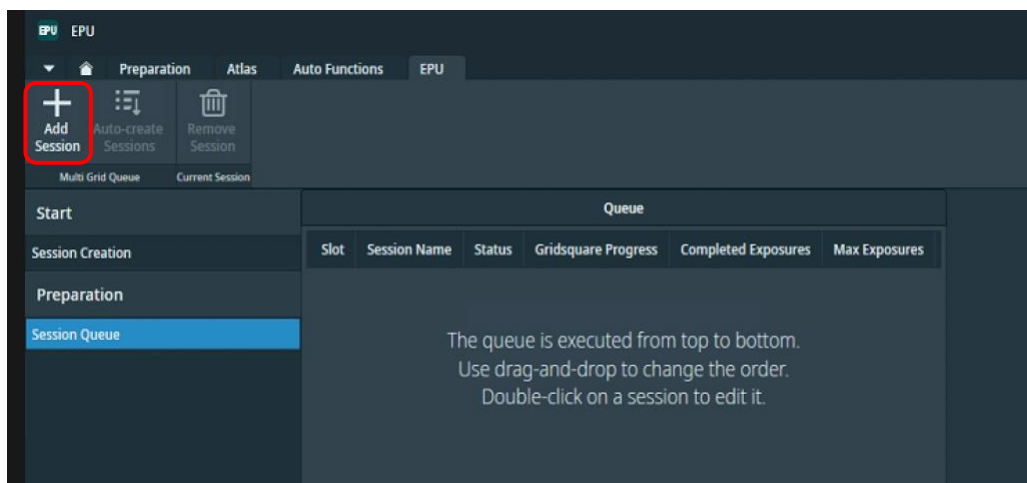 EPU EPU
Preparation Atlas Auto Functions EPU
Add Session
Auto-create Sessions
Remove Session
Multi Grid Queue
Current Session
Start
Session Creation
Preparation
Session Queue
Queue
Slot Session Name Status Gridsquare Progress Completed Exposures Max Exposures
The queue is executed from top to bottom.
Use drag-and-drop to change the order.
Double-click on a session to edit it.